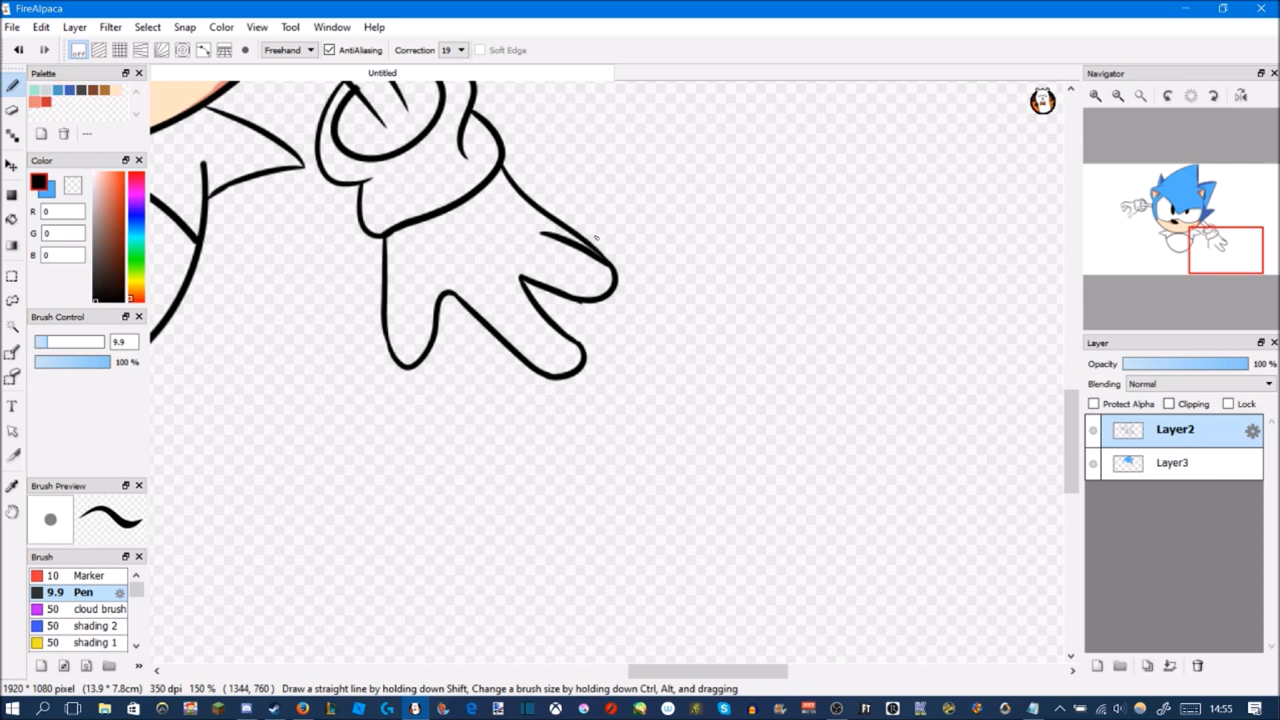 FireAlpaca
File Edit Layer Filter Select Snap Color View Tool Window Help
off Freehand AntiAliasing Correction 19 Soft Edge
Palette
Untitled
Navigator
Color
R 0
G 0
B 0
Brush Control
9.9
100 %
Layer
Opacity 100 %
Blending Normal
Protect Alpha Clipping Lock
Layer2
Layer3
Brush Preview
Brush
10 Marker
9.9 Pen
50 cloud brush
50 shading 2
50 shading 1
1920 * 1080 pixel (13.9 * 7.8cm) 350 dpi 150 % ( 1344, 760 ) Draw a straight line by holding down Shift, Change a brush size by holding down Ctrl, Alt, and dragging
14:55